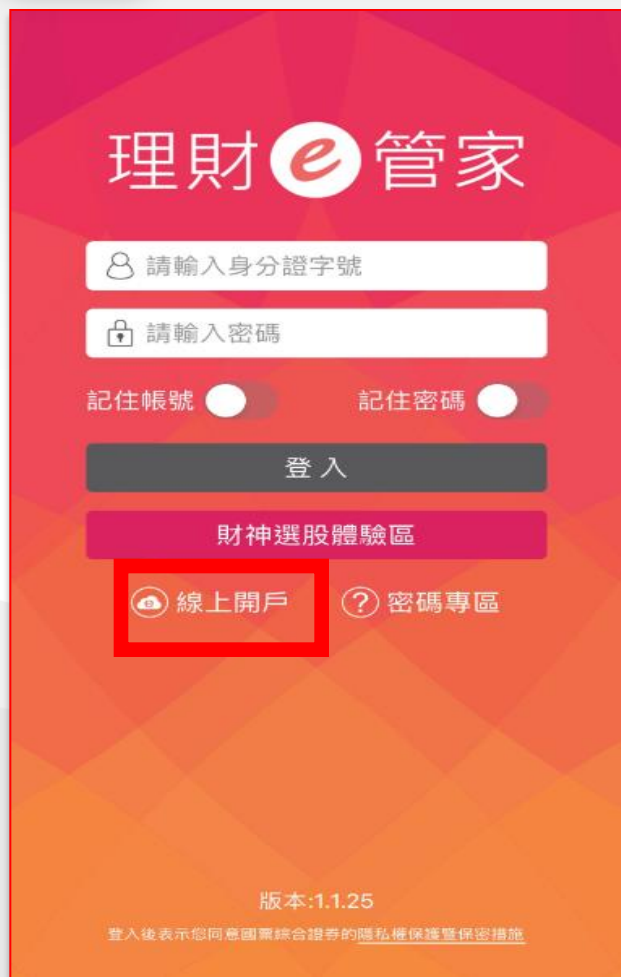 理財e管家
請輸入身分證字號
請輸入密碼
記住帳號 記住密碼
登入
財神選股體驗區
線上開戶 ? 密碼專區
版本:1.1.25
登入後表示您同意國票綜合證券的隱私權保護暨保密措施